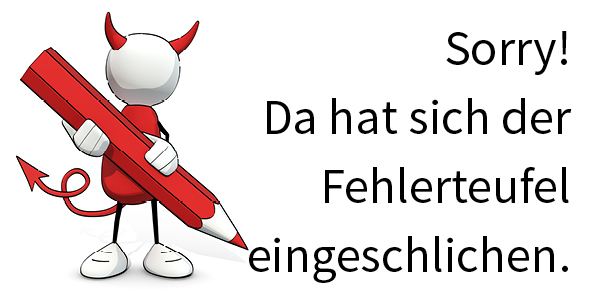 Sorry!
Da hat sich der
Fehlerteufel
eingeschlichen.